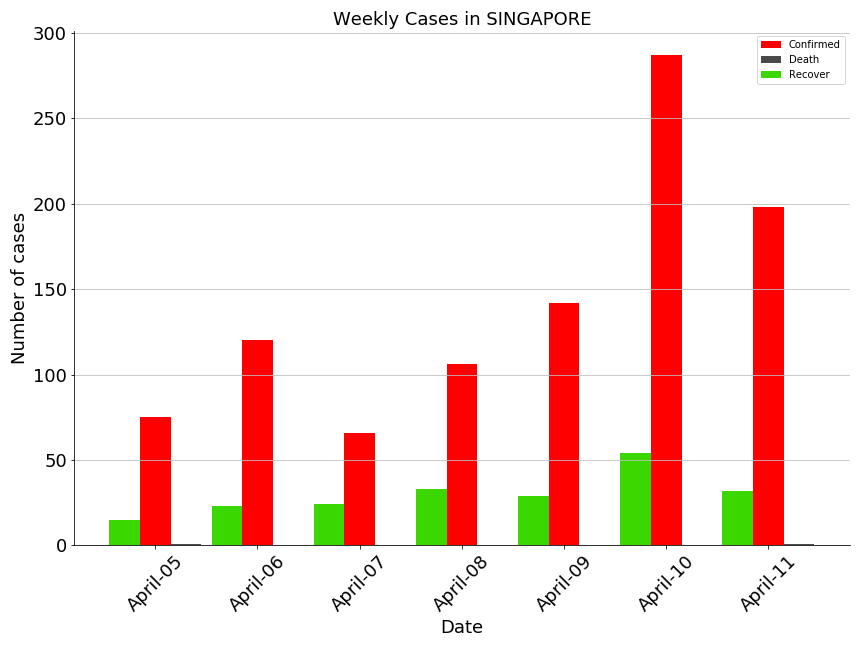 Weekly Cases in SINGAPORE
Confirmed
Death
Recover
Number of cases
300
250
200
150
100
50
0
April-05
April-06
April-07
April-08
April-09
April-10
April-11
Date